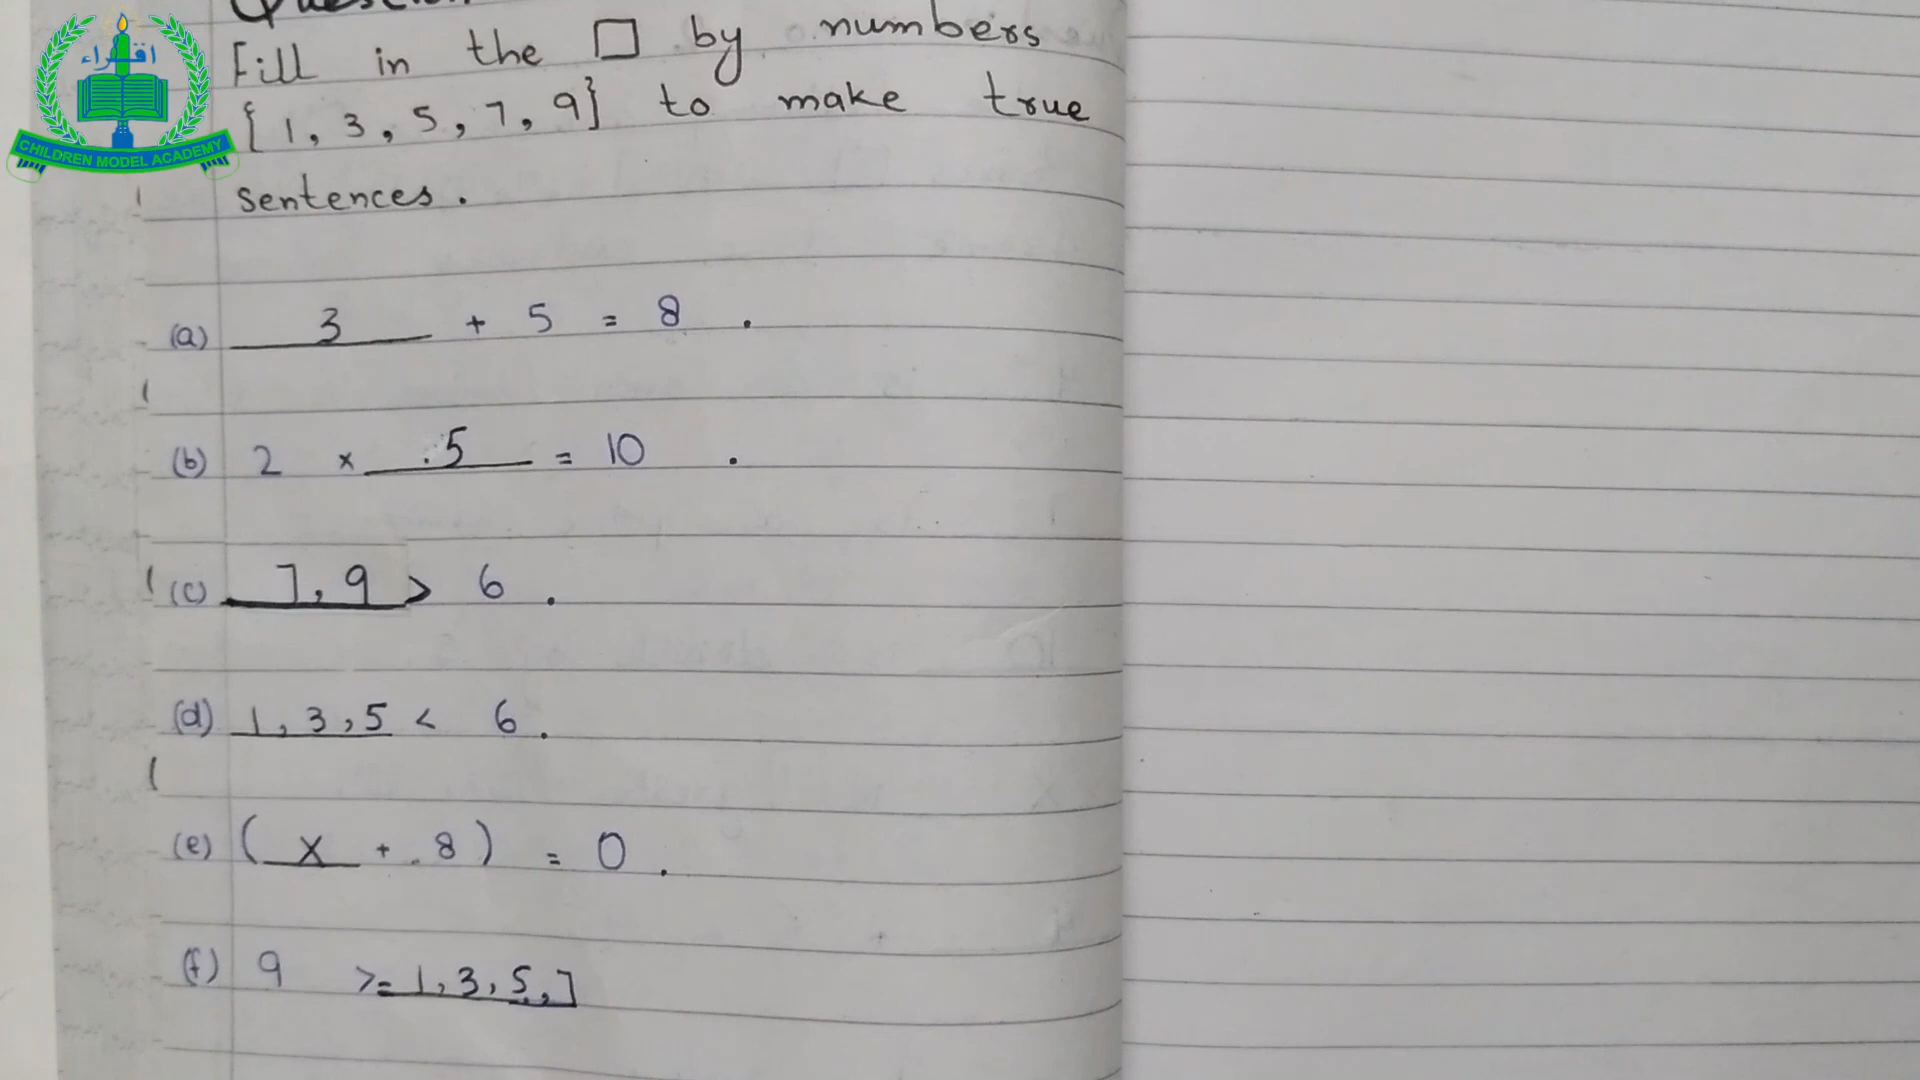 اقراء
CHILDREN MODEL ACADEMY
Question
Fill in the □ by numbers
{1, 3, 5, 7, 9} to make true
sentences.
(a) 3 + 5 = 8 .
(b) 2 × .5 = 10 .
(c) 7, 9 > 6 .
(d) 1, 3, 5 < 6 .
(e) ( X + 8 ) = 0 .
(f) 9 >= 1, 3, 5, 7